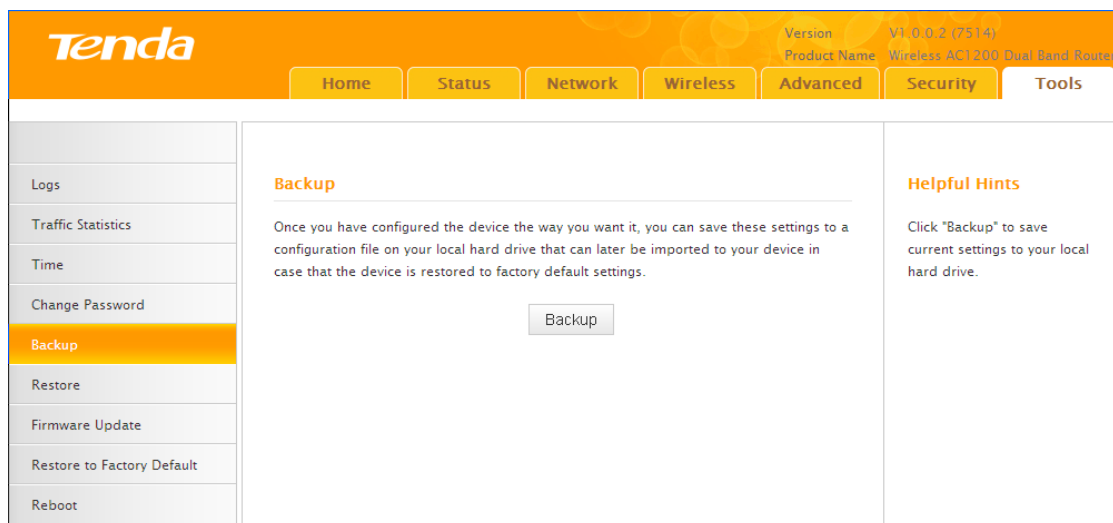 Tenda
Version V1.0.0.2 (7514)
Product Name Wireless AC1200 Dual Band Router
Home Status Network Wireless Advanced Security Tools
Logs
Traffic Statistics
Time
Change Password
Backup
Restore
Firmware Update
Restore to Factory Default
Reboot
Backup
Once you have configured the device the way you want it, you can save these settings to a
configuration file on your local hard drive that can later be imported to your device in
case that the device is restored to factory default settings.
Backup
Helpful Hints
Click "Backup" to save
current settings to your local
hard drive.